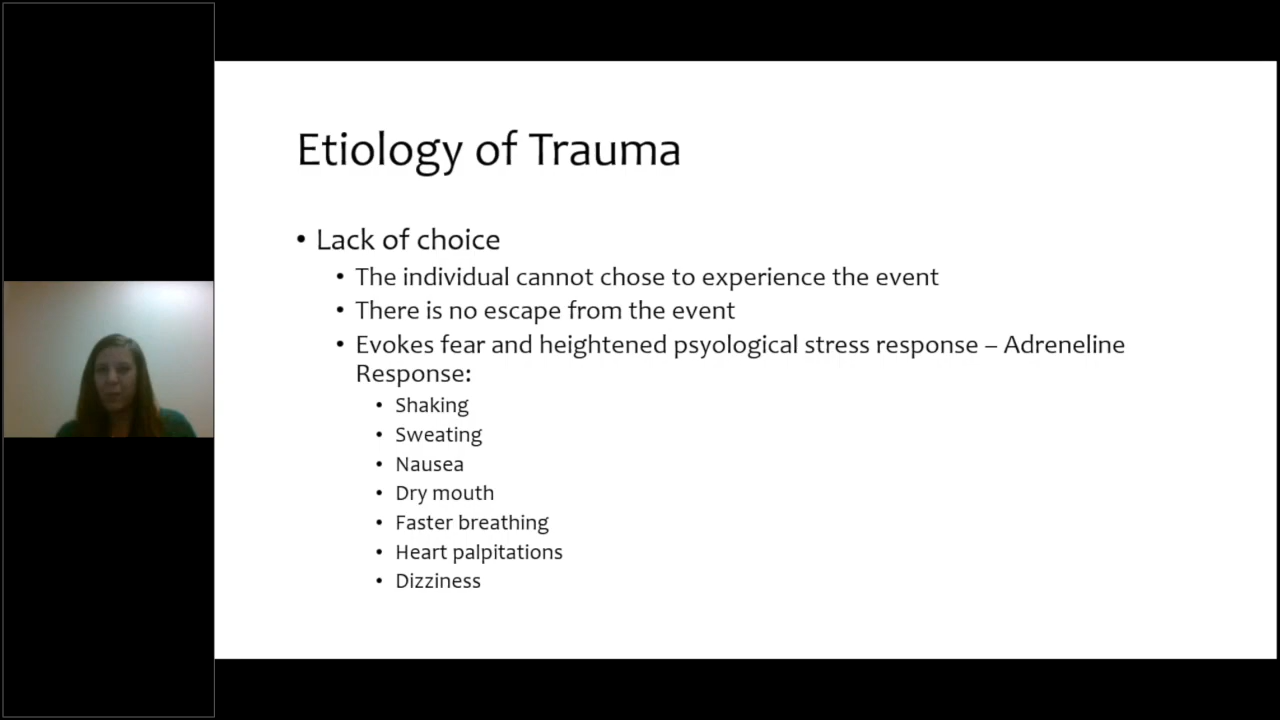 Etiology of Trauma
• Lack of choice
• The individual cannot chose to experience the event
• There is no escape from the event
• Evokes fear and heightened psyological stress response – Adreneline
Response:
• Shaking
• Sweating
• Nausea
• Dry mouth
• Faster breathing
• Heart palpitations
• Dizziness